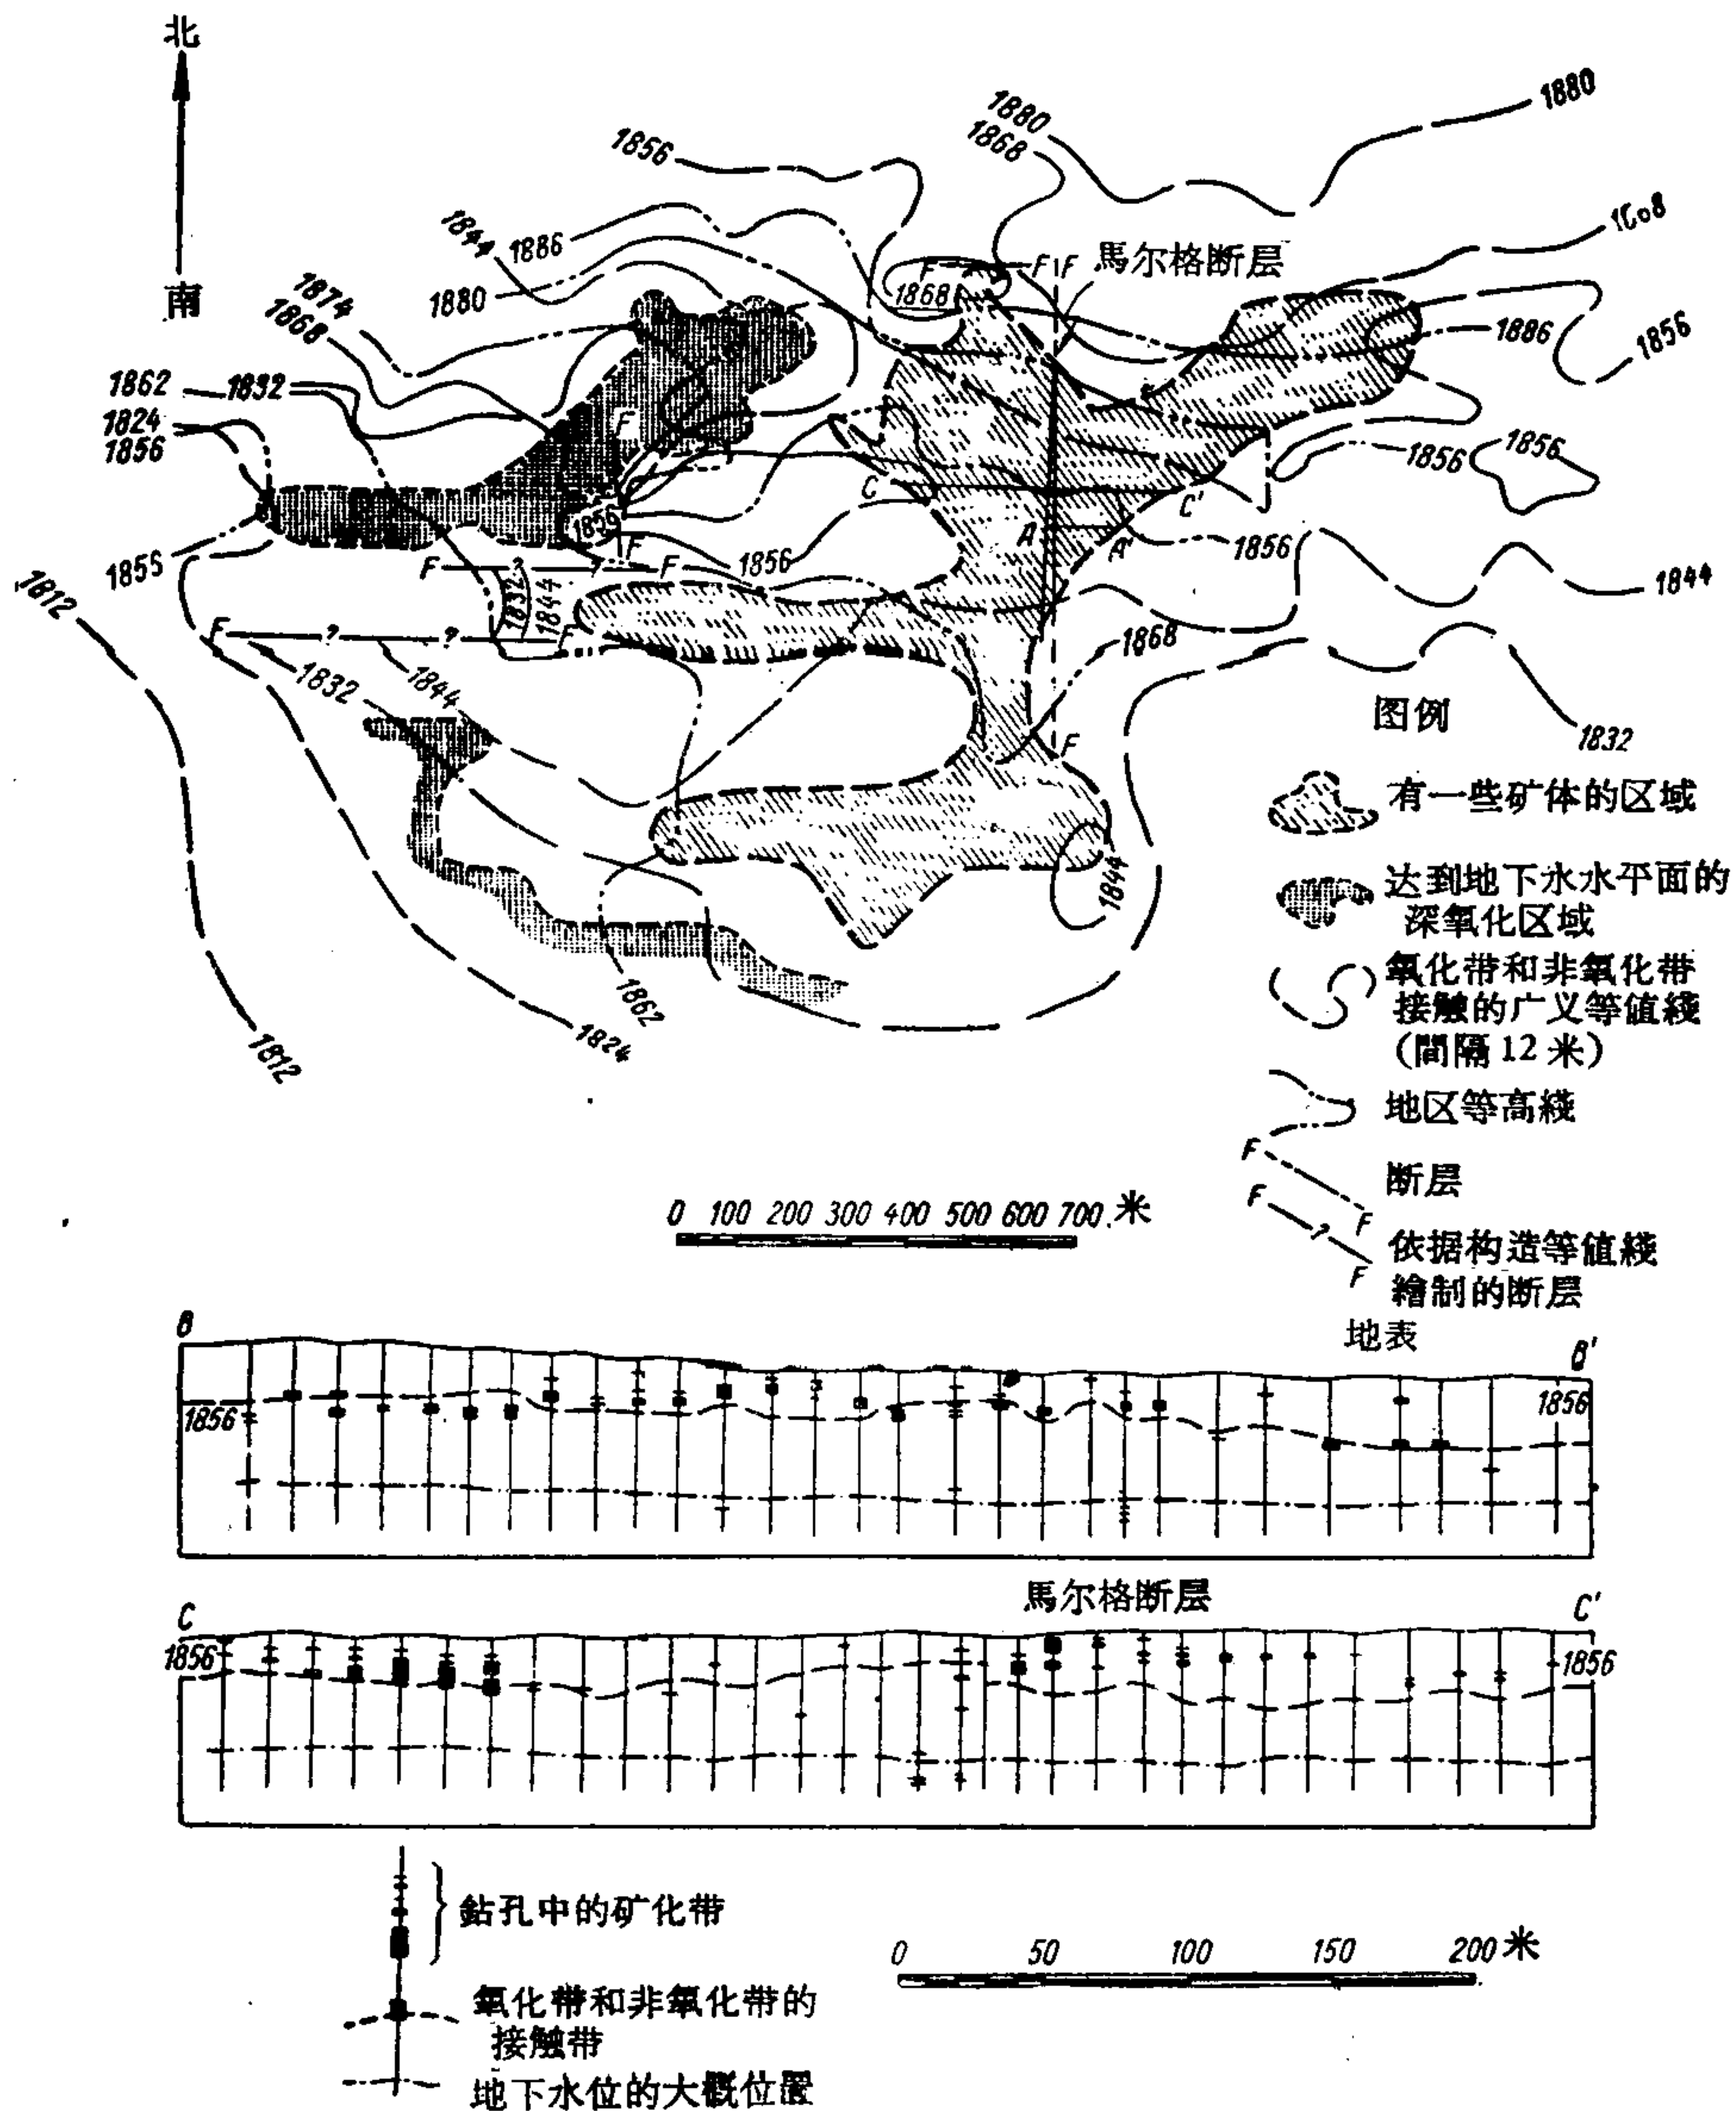 北
南
1880
1880
1868
1856
1844
1886
1880
馬尔格断层
F
F
F
1868
1874
1868
1862
1832
1824
1856
1886
1856
F
1856
1856
C
C'
A
A'
1856
F
1856
1856
1856
F
?
?
F
1832
1844
1844
1812
F
?
?
F
1832
1844
1868
F
1832
1844
1862
1824
1812
图例
有一些矿体的区域
达到地下水水平面的
深氧化区域
氧化带和非氧化带
接触的广义等值綫
(間隔12米)
地区等高綫
F
F
断层
F
?
F
依据构造等值綫
繪制的断层
0 100 200 300 400 500 600 700 米
地表
B
B'
1856
1856
馬尔格断层
C
C'
1856
1856
鉆孔中的矿化带
氧化带和非氧化带的
接触带
地下水位的大概位置
0 50 100 150 200 米